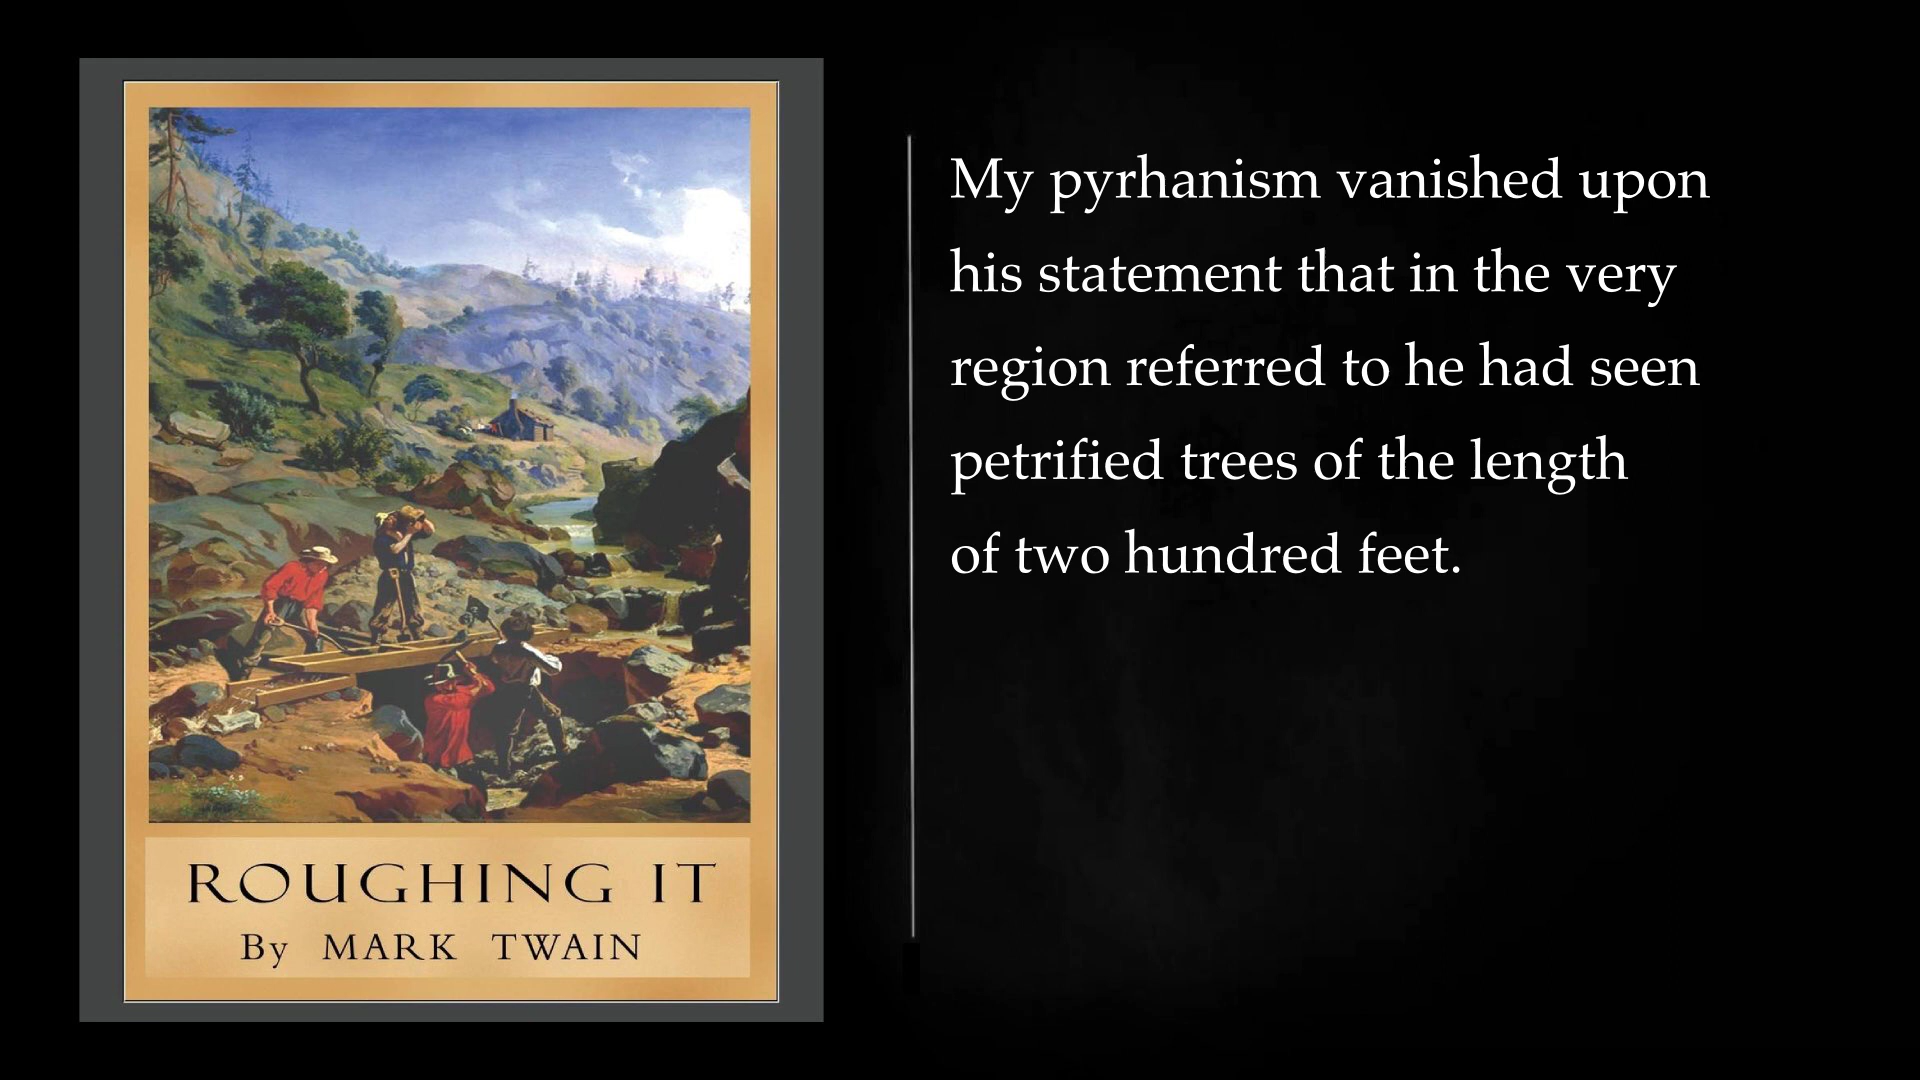 ROUGHING IT
By MARK TWAIN
My pyrhanism vanished upon
his statement that in the very
region referred to he had seen
petrified trees of the length
of two hundred feet.